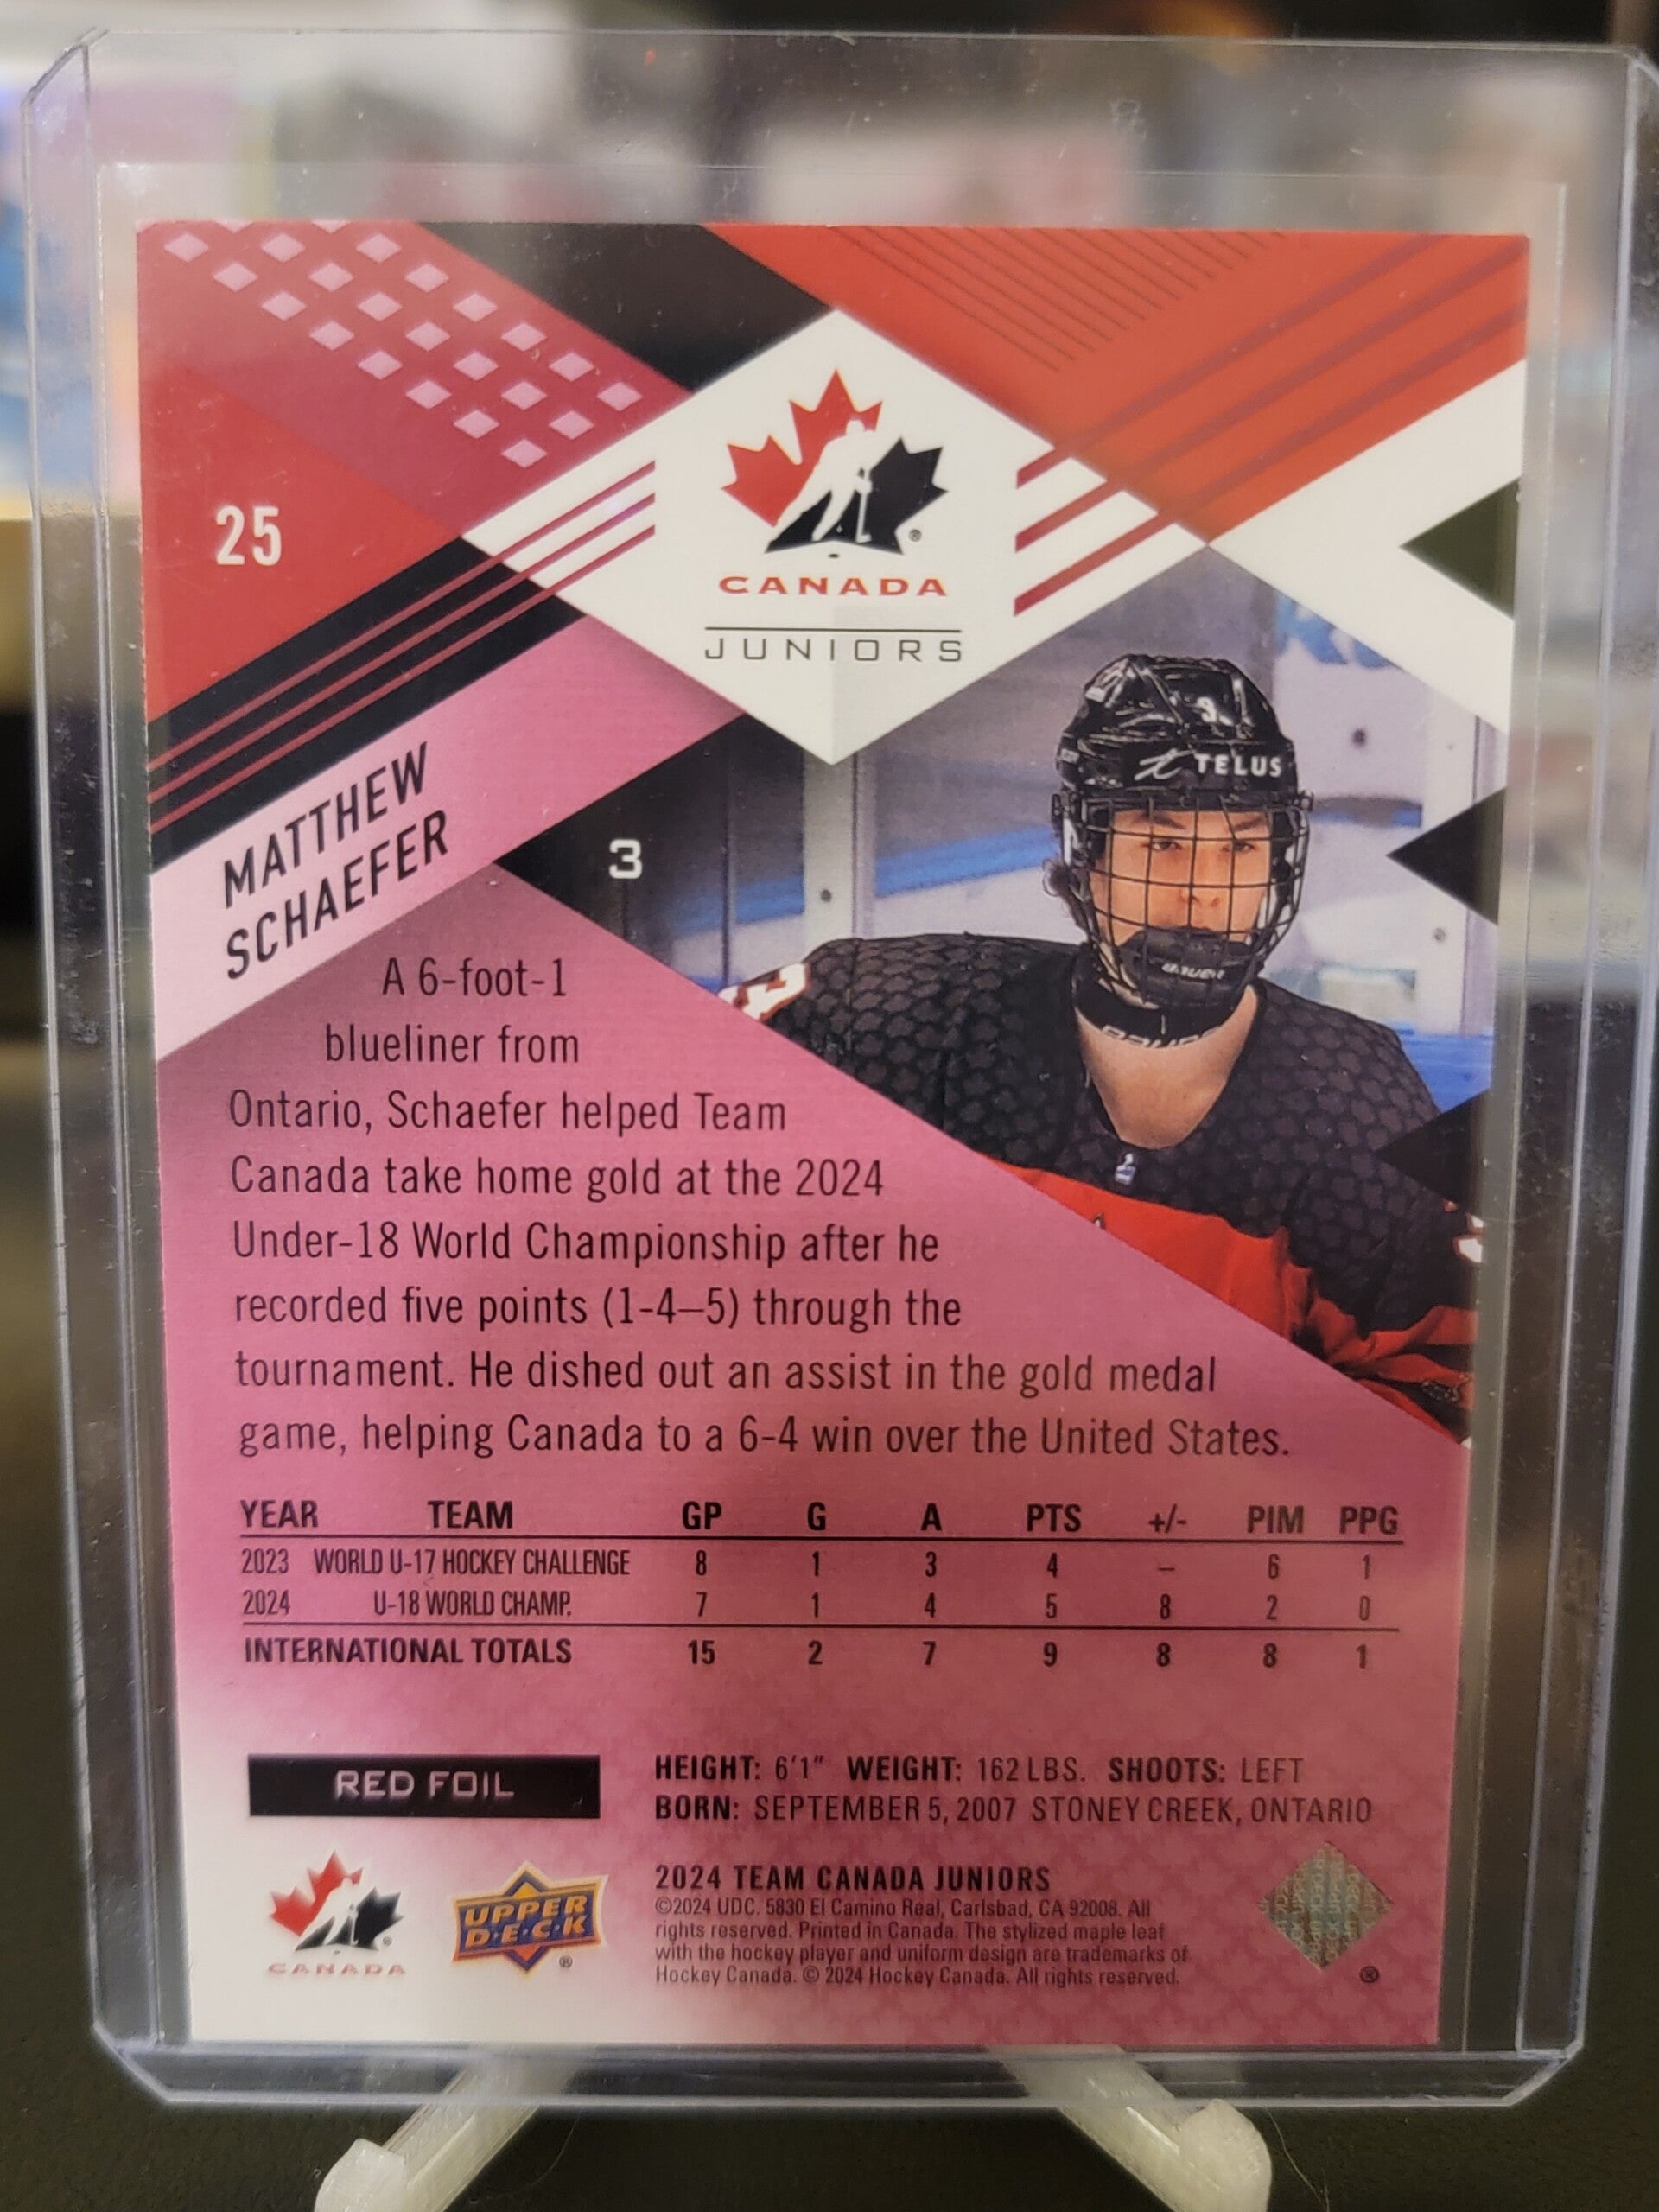 25
CANADA
JUNIORS
MATTHEW
SCHAEFER
3
TELUS
BAUER
BAUER
A 6-foot-1
blueliner from
Ontario, Schaefer helped Team
Canada take home gold at the 2024
Under-18 World Championship after he
recorded five points (1-4–5) through the
tournament. He dished out an assist in the gold medal
game, helping Canada to a 6-4 win over the United States.
YEAR TEAM GP G A PTS +/- PIM PPG
2023 WORLD U-17 HOCKEY CHALLENGE 8 1 3 4 – 6 1
2024 U-18 WORLD CHAMP. 7 1 4 5 8 2 0
INTERNATIONAL TOTALS 15 2 7 9 8 8 1
RED FOIL
HEIGHT: 6'1" WEIGHT: 162 LBS. SHOOTS: LEFT
BORN: SEPTEMBER 5, 2007 STONEY CREEK, ONTARIO
CANADA
UPPER
D·E·C·K
2024 TEAM CANADA JUNIORS
©2024 UDC. 5830 El Camino Real, Carlsbad, CA 92008. All
rights reserved. Printed in Canada. The stylized maple leaf
with the hockey player and uniform design are trademarks of
Hockey Canada. © 2024 Hockey Canada. All rights reserved.